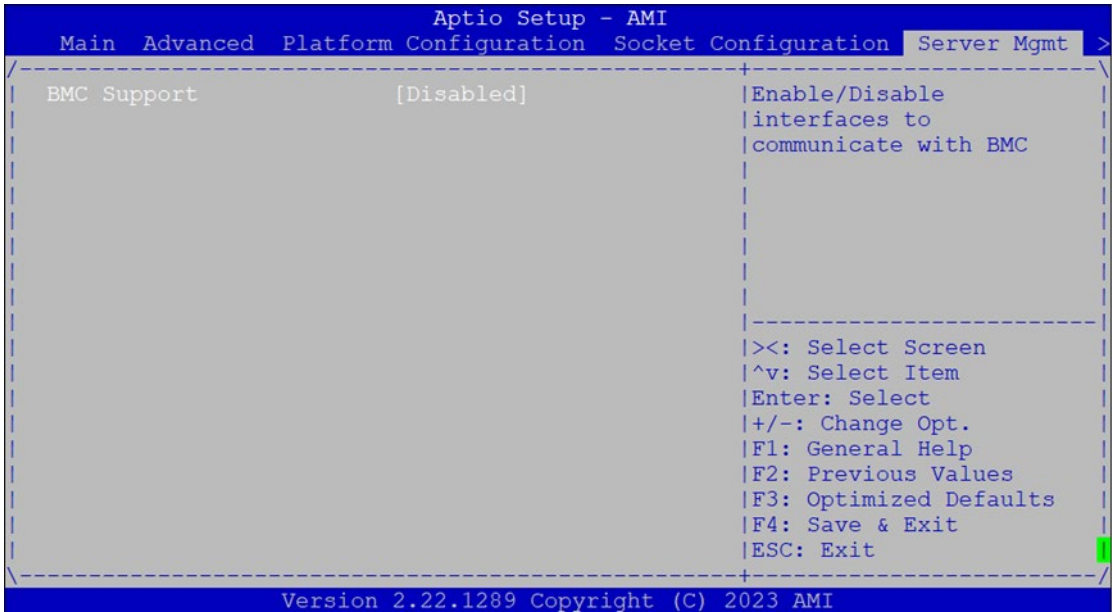 Aptio Setup - AMI
Main Advanced Platform Configuration Socket Configuration Server Mgmt >
BMC Support [Disabled]
Enable/Disable
interfaces to
communicate with BMC
><: Select Screen
^v: Select Item
Enter: Select
+/-: Change Opt.
F1: General Help
F2: Previous Values
F3: Optimized Defaults
F4: Save & Exit
ESC: Exit
Version 2.22.1289 Copyright (C) 2023 AMI